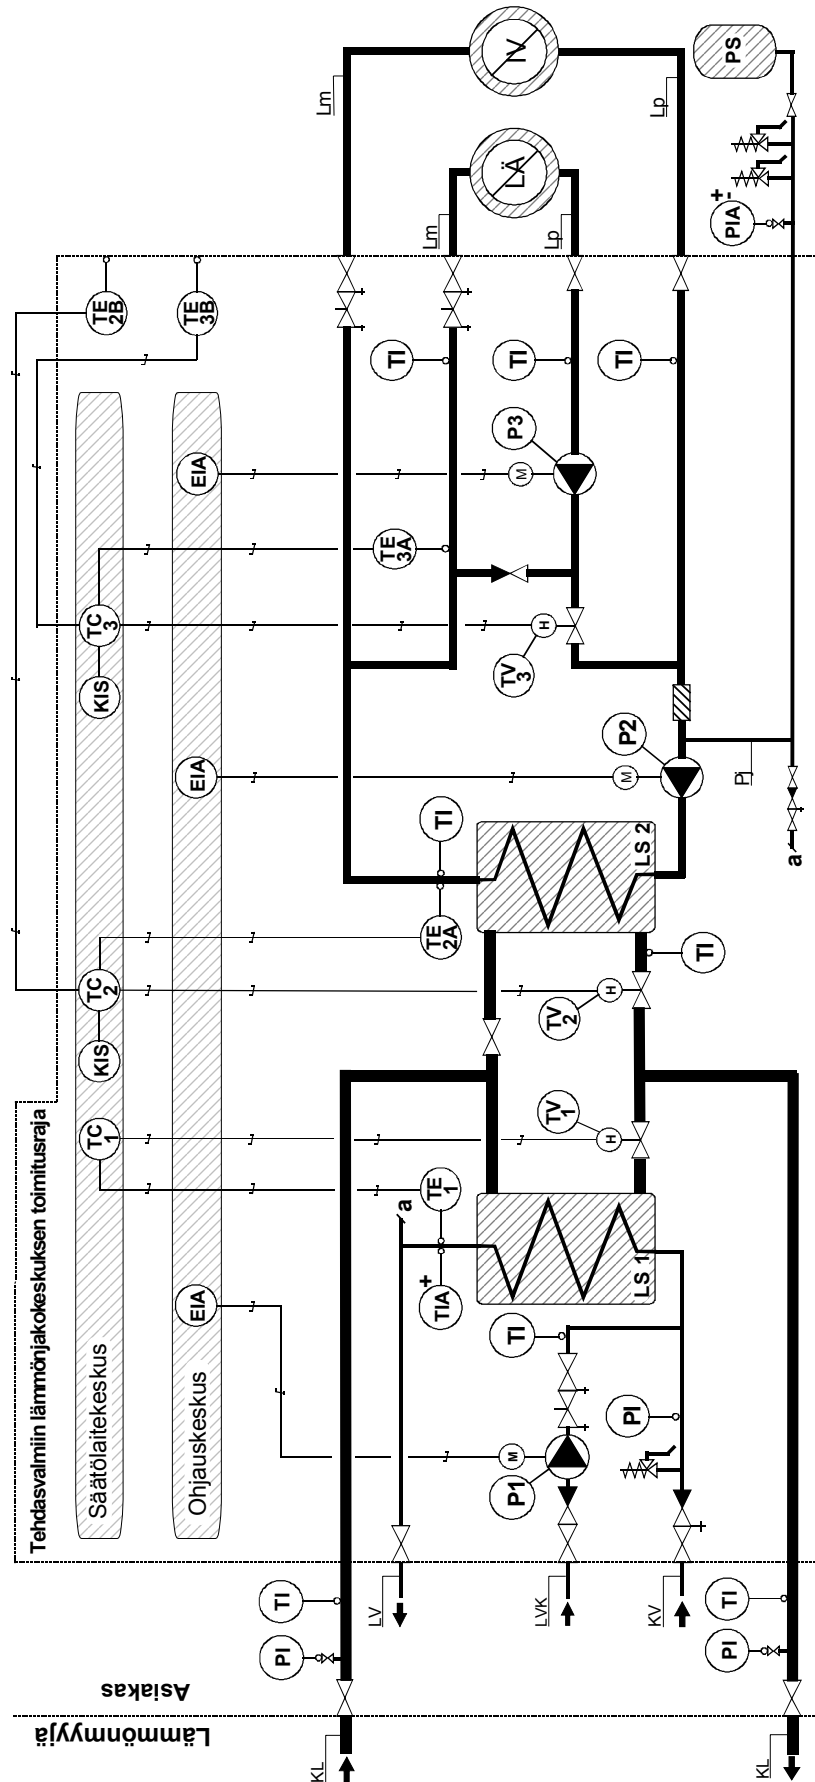 Lm
IV
PS
Lp
LÄ
Lm
Lp
PIA
+
-
TE
2B
TE
3B
TI
TI
TI
P3
EIA
M
TE
3A
TC
3
H
TV
3
KIS
P2
EIA
M
Pj
TI
LS 2
a
TE
2A
TI
TC
2
H
TV
2
KIS
TV
1
TC
1
H
TE
1
a
Tehdasvalmiin lämmönjakokeskuksen toimitusraja
TIA
+
LS 1
EIA
TI
Säätölaitekeskus
Ohjauskeskus
PI
M
P1
LV
LVK
KV
TI
TI
PI
PI
Asiakas
Lämmönmyyjä
KL
KL